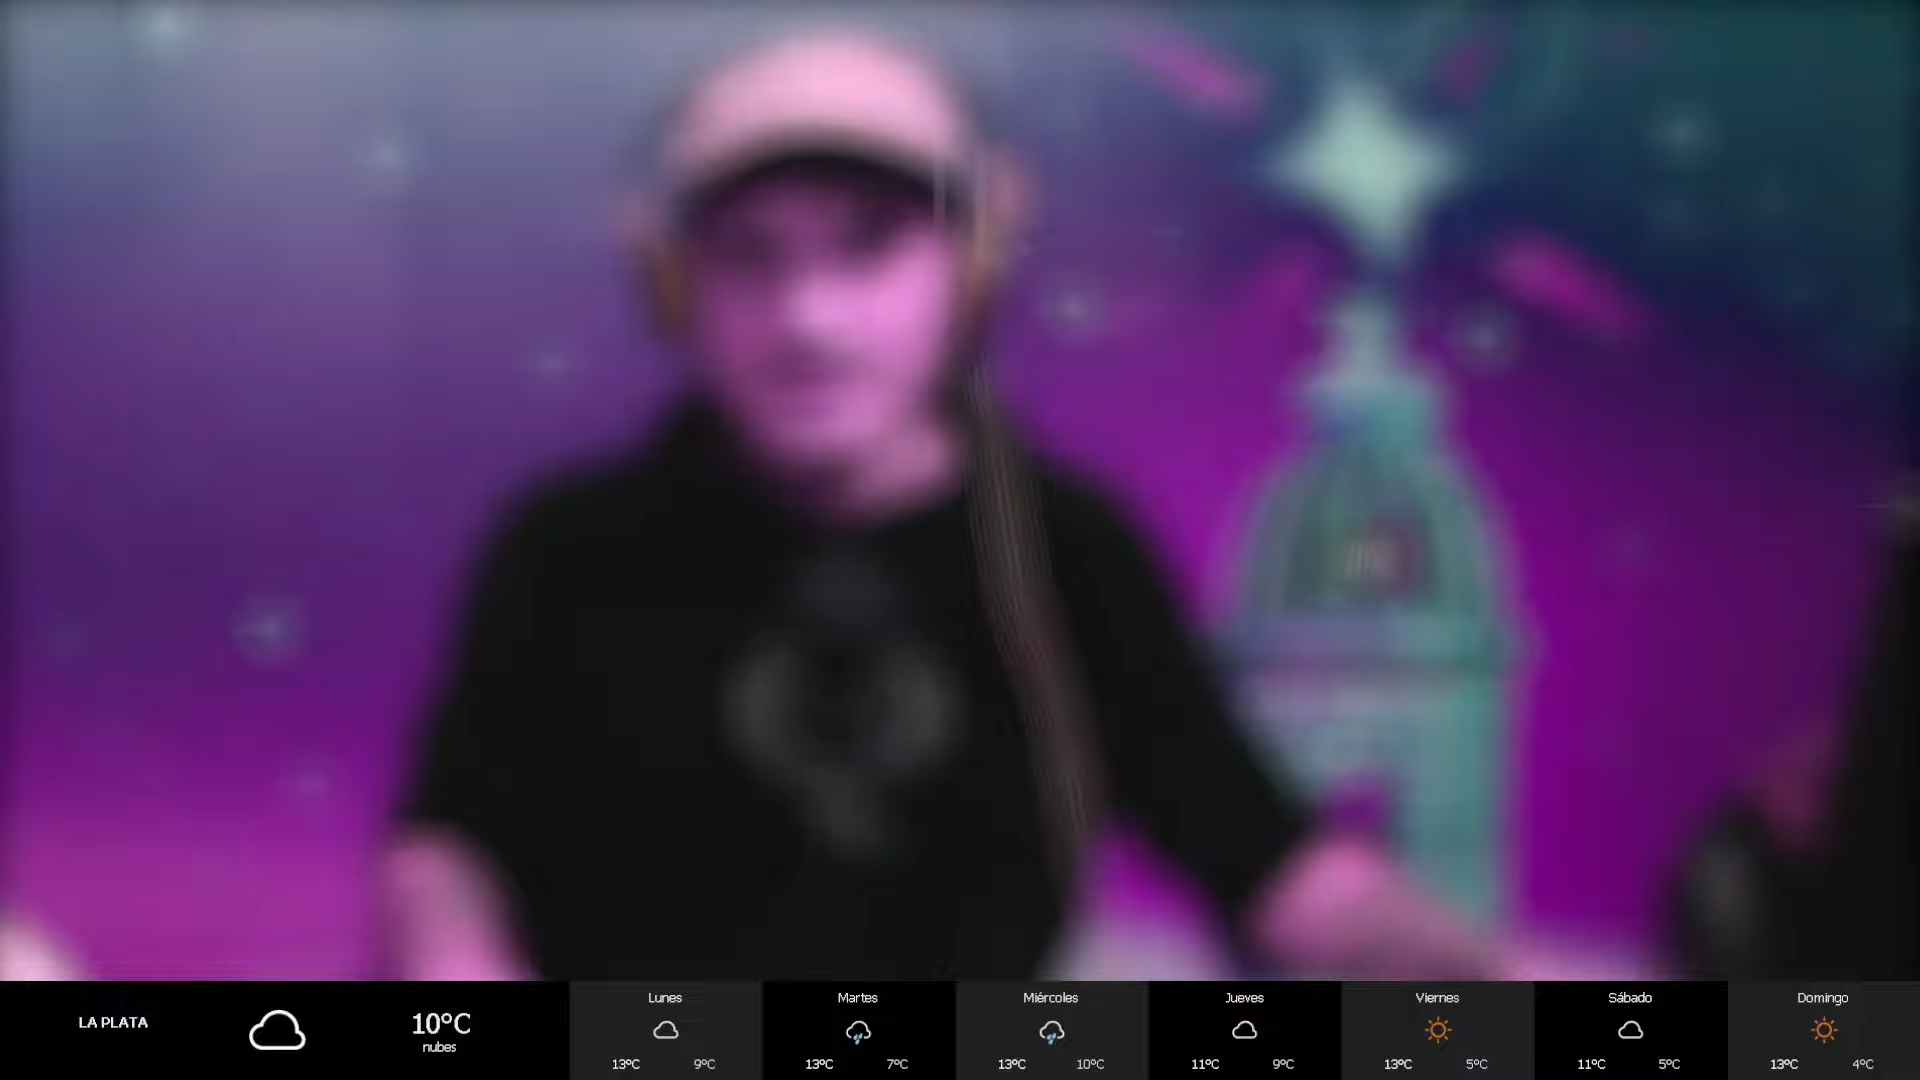 LA PLATA
10°C
nubes
Lunes
13°C 9°C
Martes
13°C 7°C
Miércoles
13°C 10°C
Jueves
11°C 9°C
Viernes
13°C 5°C
Sábado
11°C 5°C
Domingo
13°C 4°C